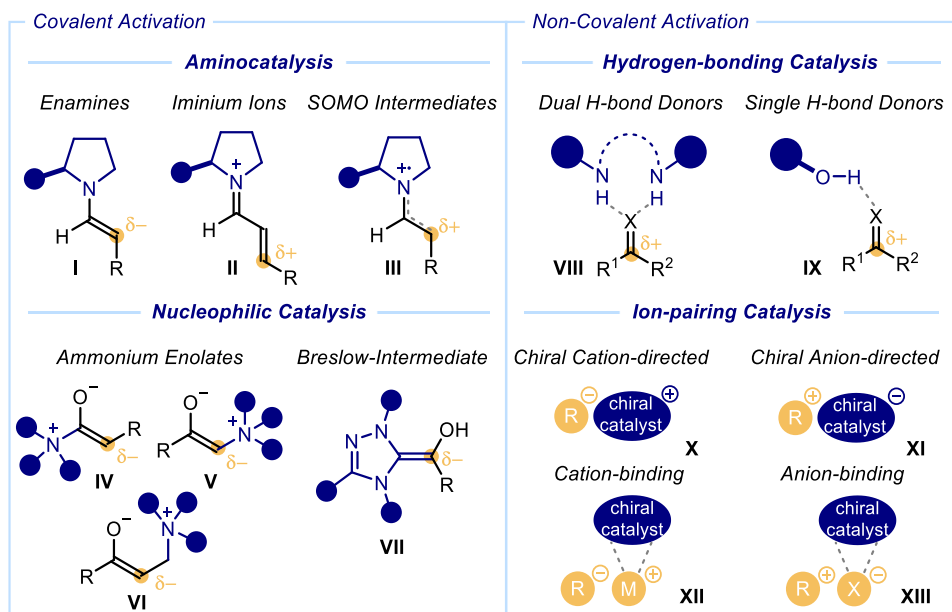 Covalent Activation
Aminocatalysis
Enamines Iminium Ions SOMO Intermediates
N H δ− R I
+ N H δ+ R II
+• N H δ+ R III
Nucleophilic Catalysis
Ammonium Enolates Breslow-Intermediate
O− + N R δ− IV
O− + N R δ− V
O− + N R δ− VI
N N N OH δ− R VII
Non-Covalent Activation
Hydrogen-bonding Catalysis
Dual H-bond Donors Single H-bond Donors
N N H H X δ+ R1 R2 VIII
O H X δ+ R1 R2 IX
Ion-pairing Catalysis
Chiral Cation-directed Chiral Anion-directed
R − chiral catalyst + X
R + chiral catalyst − XI
Cation-binding Anion-binding
chiral catalyst R − M + XII
chiral catalyst R + X − XIII